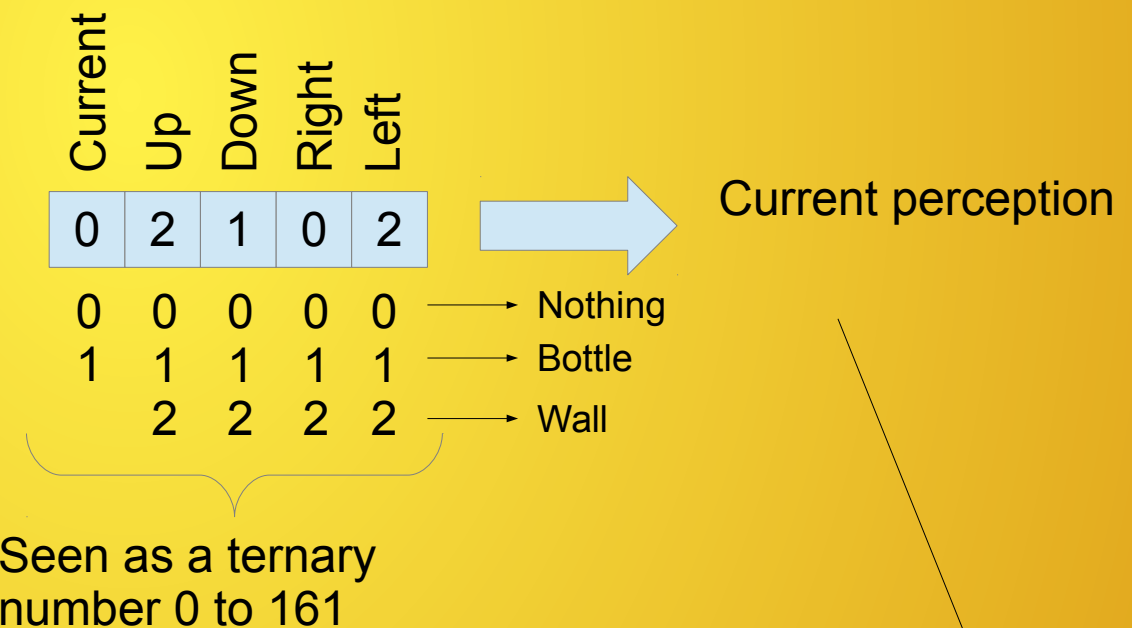 Current Up Down Right Left
0 2 1 0 2
Current perception
0 0 0 0 0 Nothing
1 1 1 1 1 Bottle
2 2 2 2 Wall
Seen as a ternary
number 0 to 161